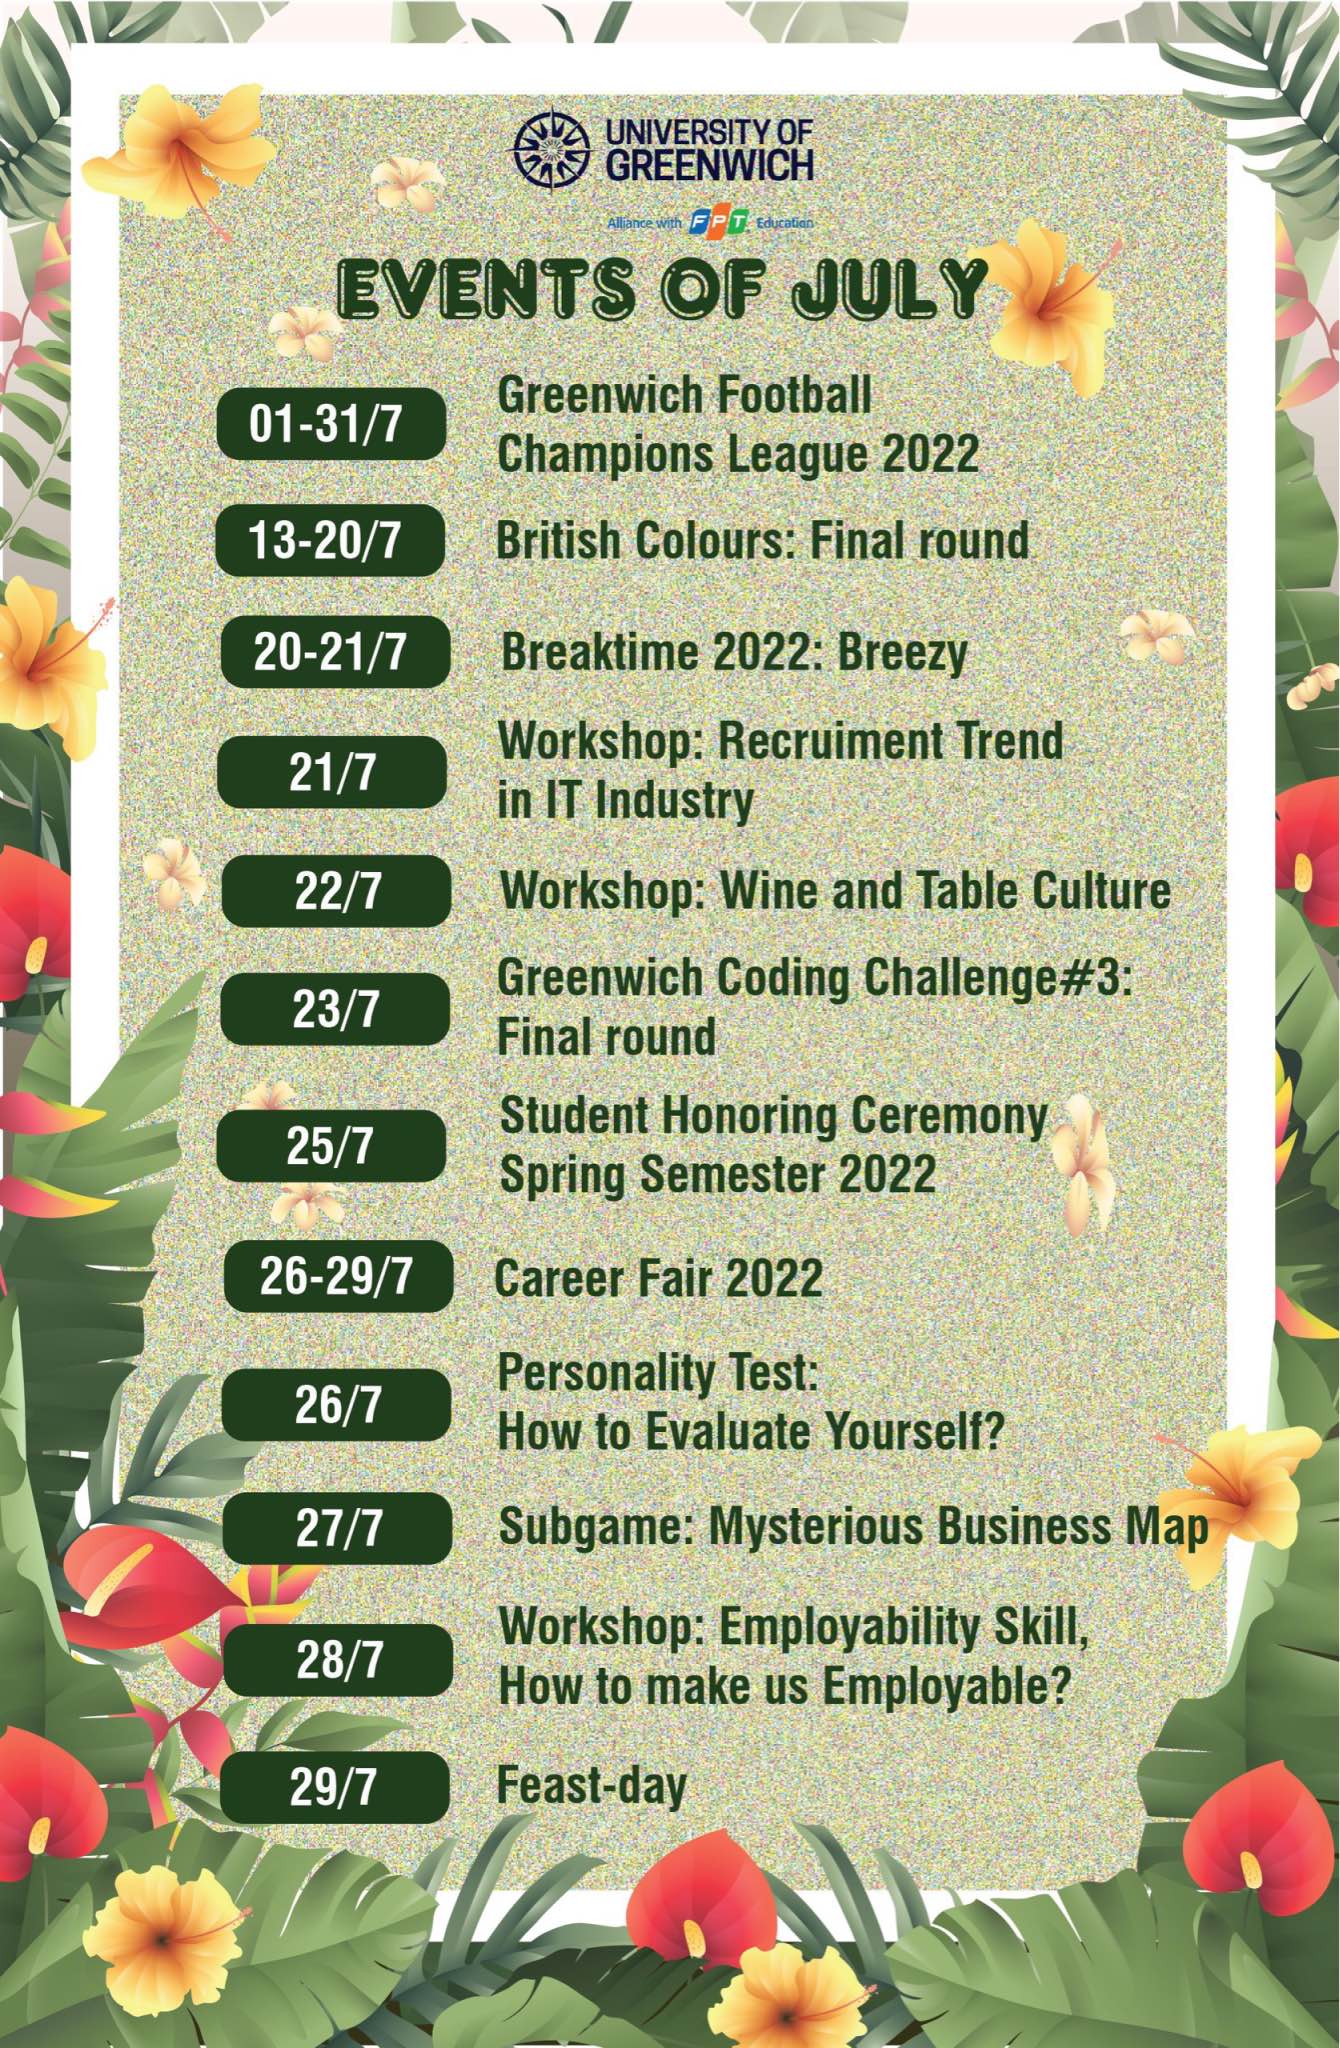 UNIVERSITY OF
GREENWICH
Alliance with FPT Education
EVENTS OF JULY
01-31/7
Greenwich Football
Champions League 2022
13-20/7
British Colours: Final round
20-21/7
Breaktime 2022: Breezy
21/7
Workshop: Recruiment Trend
in IT Industry
22/7
Workshop: Wine and Table Culture
23/7
Greenwich Coding Challenge#3:
Final round
25/7
Student Honoring Ceremony
Spring Semester 2022
26-29/7
Career Fair 2022
26/7
Personality Test:
How to Evaluate Yourself?
27/7
Subgame: Mysterious Business Map
28/7
Workshop: Employability Skill,
How to make us Employable?
29/7
Feast-day